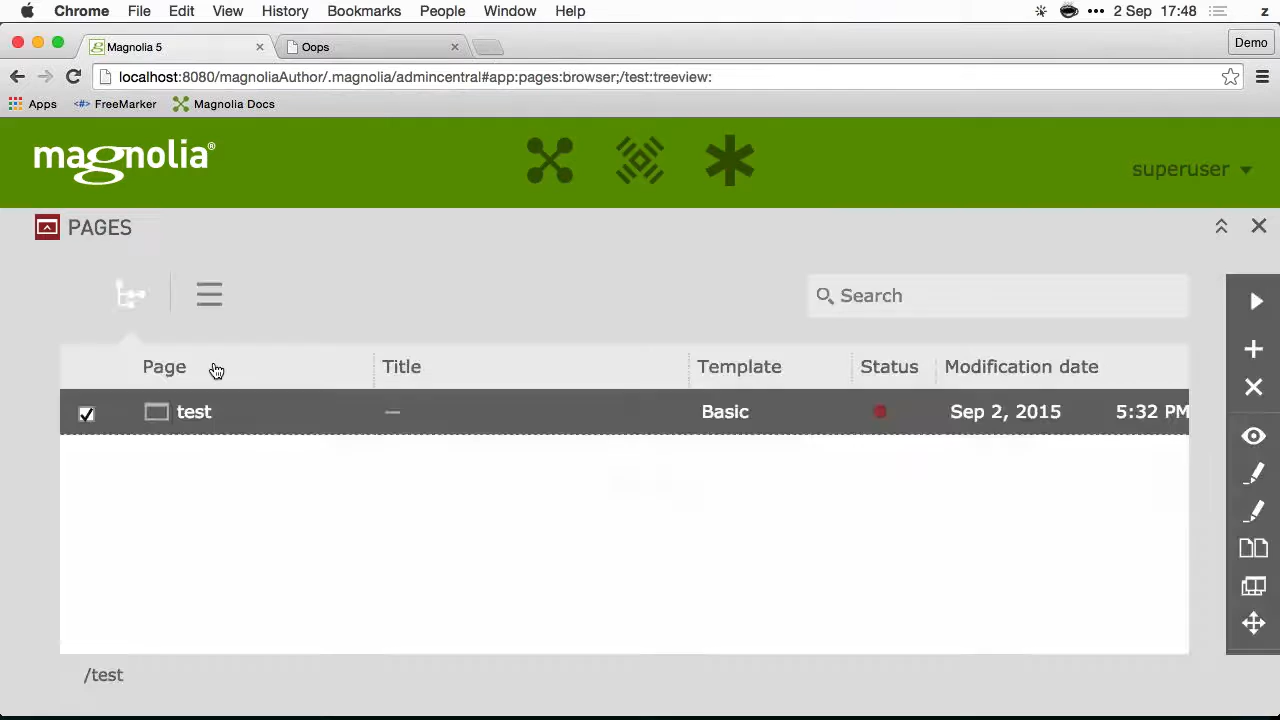 Chrome File Edit View History Bookmarks People Window Help 2 Sep 17:48
Magnolia 5 Oops Demo
localhost:8080/magnoliaAuthor/.magnolia/admincentral#app:pages:browser;/test:treeview:
Apps FreeMarker Magnolia Docs
magnolia®
superuser
PAGES
Search
Page Title Template Status Modification date
test — Basic Sep 2, 2015 5:32 PM
/test